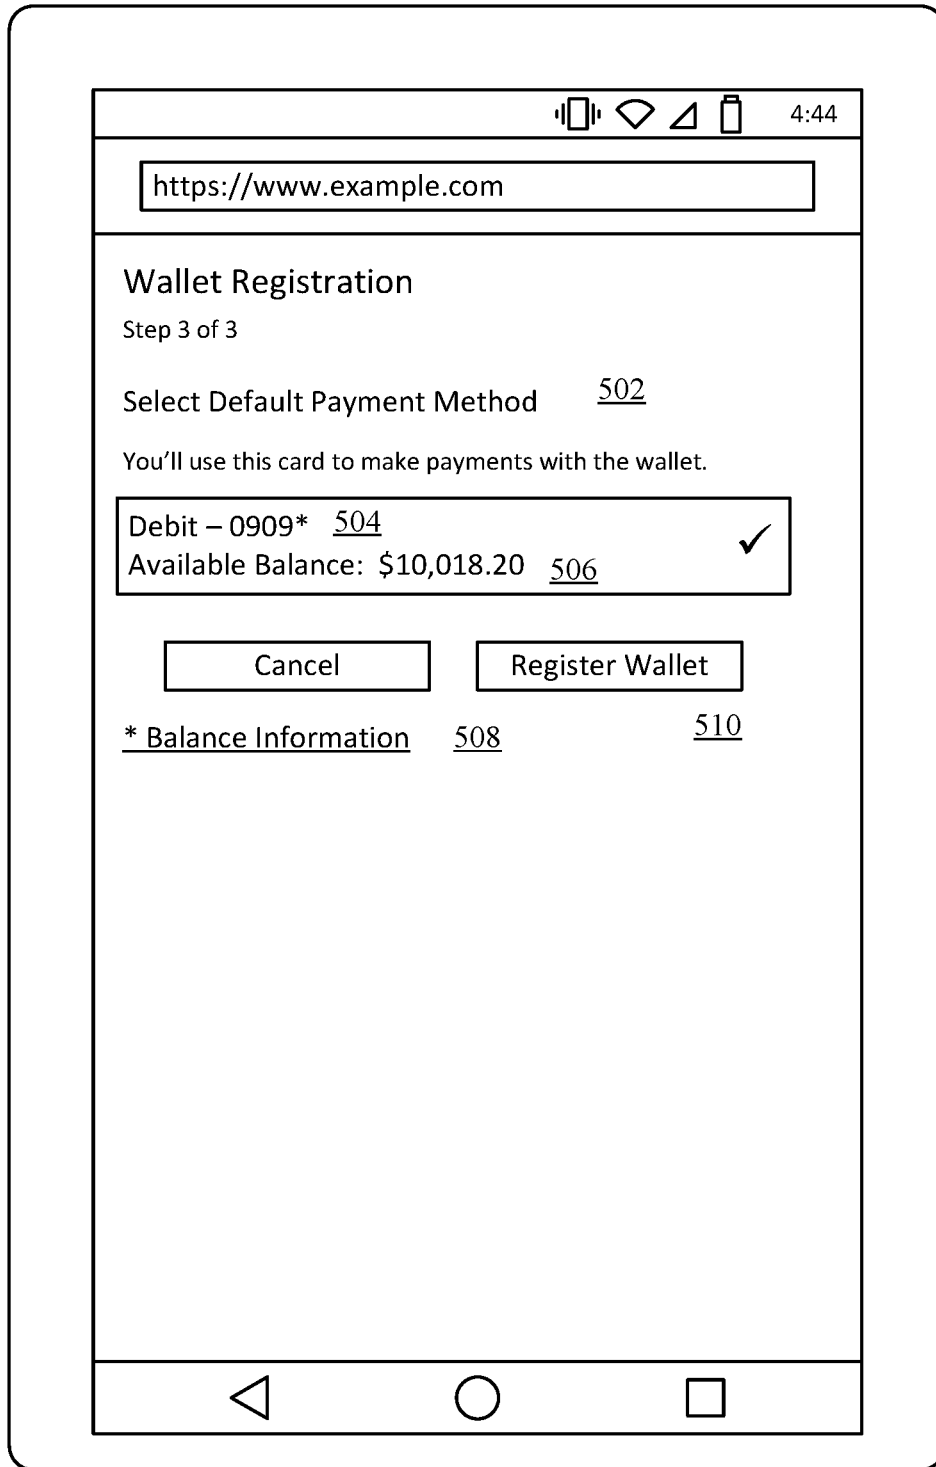 4:44
https://www.example.com
Wallet Registration
Step 3 of 3
Select Default Payment Method 502
You'll use this card to make payments with the wallet.
Debit – 0909* 504
Available Balance: $10,018.20 506
Cancel Register Wallet
* Balance Information 508 510